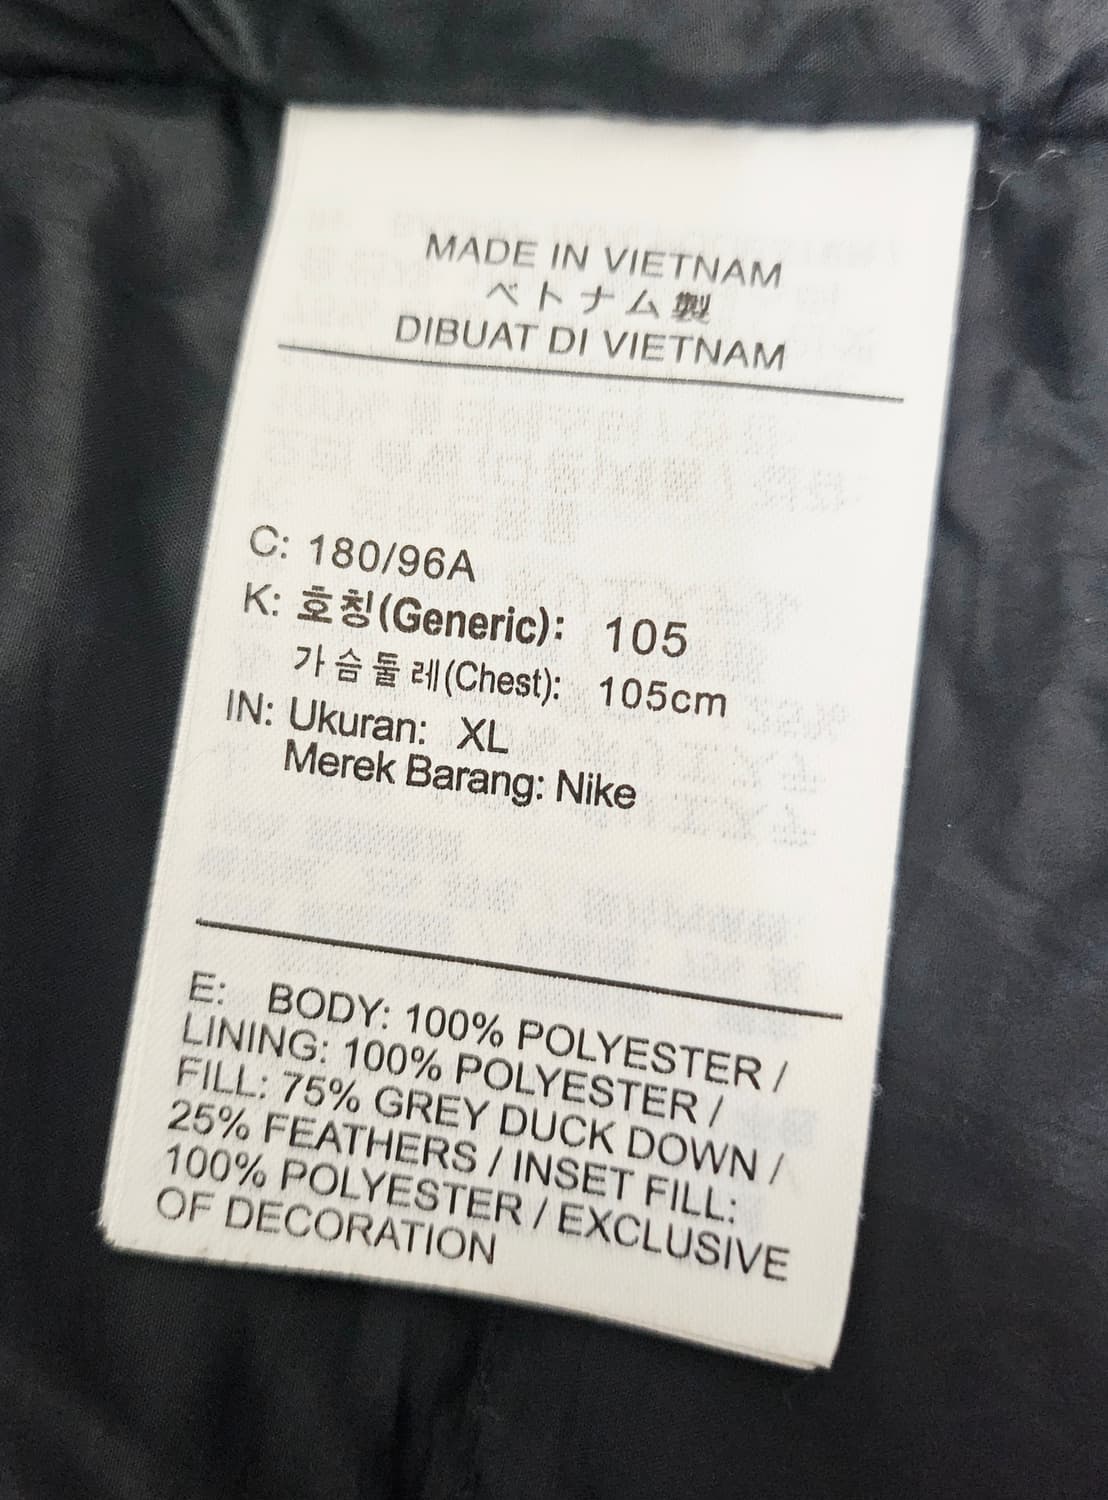 MADE IN VIETNAM
ベトナム製
DIBUAT DI VIETNAM
C: 180/96A
K: 호칭(Generic): 105
가슴둘레(Chest): 105cm
IN: Ukuran: XL
Merek Barang: Nike
E: BODY: 100% POLYESTER /
LINING: 100% POLYESTER /
FILL: 75% GREY DUCK DOWN /
25% FEATHERS / INSET FILL:
100% POLYESTER / EXCLUSIVE
OF DECORATION